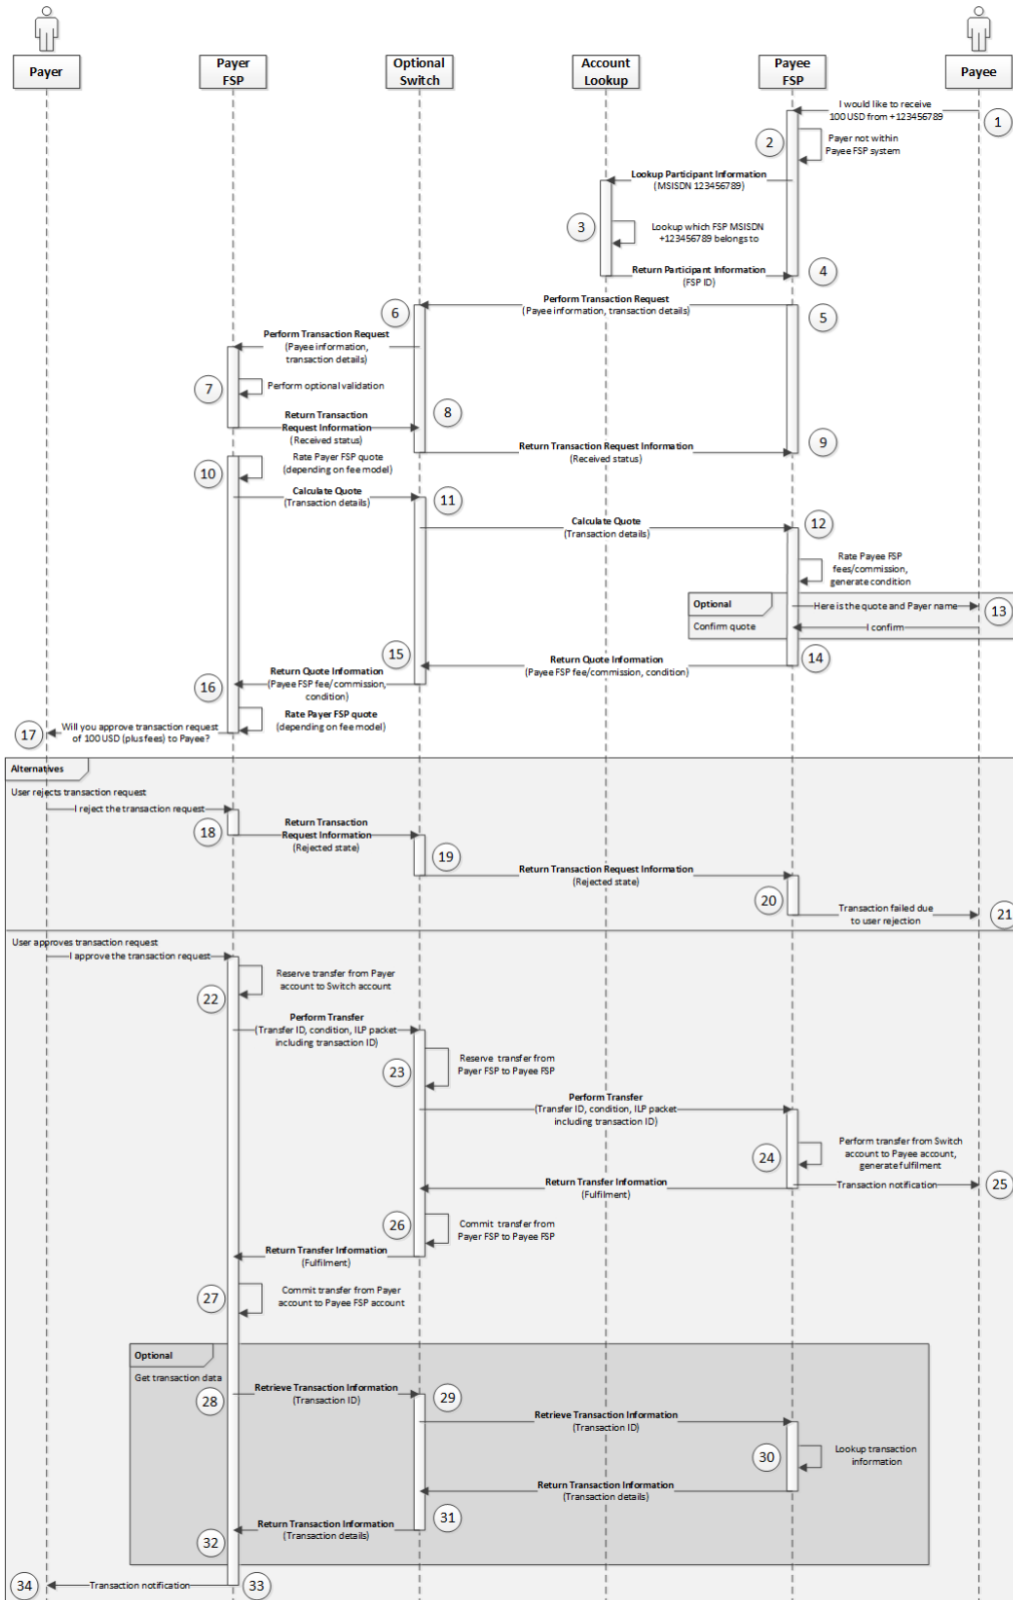 Payer
Payer
FSP
Optional
Switch
Account
Lookup
Payee
FSP
Payee
I would like to receive
100 USD from +123456789
1
2
Payer not within
Payee FSP system
Lookup Participant Information
(MSISDN 123456789)
3
Lookup which FSP MSISDN
+123456789 belongs to
Return Participant Information
(FSP ID)
4
Perform Transaction Request
(Payee information, transaction details)
5
6
Perform Transaction Request
(Payee information,
transaction details)
7
Perform optional validation
Return Transaction
Request Information
(Received status)
8
Return Transaction Request Information
(Received status)
9
10
Rate Payer FSP quote
(depending on fee model)
Calculate Quote
(Transaction details)
11
Calculate Quote
(Transaction details)
12
Rate Payee FSP
fees/commission,
generate condition
Optional
Confirm quote
Here is the quote and Payer name
13
I confirm
14
Return Quote Information
(Payee FSP fee/commission, condition)
15
Return Quote Information
(Payee FSP fee/commission,
condition)
16
Rate Payer FSP quote
(depending on fee model)
17
Will you approve transaction request
of 100 USD (plus fees) to Payee?
Alternatives
User rejects transaction request
I reject the transaction request
18
Return Transaction
Request Information
(Rejected state)
19
Return Transaction Request Information
(Rejected state)
20
Transaction failed due
to user rejection
21
User approves transaction request
I approve the transaction request
22
Reserve transfer from Payer
account to Switch account
Perform Transfer
(Transfer ID, condition, ILP packet
including transaction ID)
23
Reserve transfer from
Payer FSP to Payee FSP
Perform Transfer
(Transfer ID, condition, ILP packet
including transaction ID)
24
Perform transfer from Switch
account to Payee account,
generate fulfilment
Return Transfer Information
(Fulfilment)
Transaction notification
25
26
Commit transfer from
Payer FSP to Payee FSP
Return Transfer Information
(Fulfilment)
27
Commit transfer from Payer
account to Payee FSP account
Optional
Get transaction data
28
Retrieve Transaction Information
(Transaction ID)
29
Retrieve Transaction Information
(Transaction ID)
30
Lookup transaction
information
Return Transaction Information
(Transaction details)
31
Return Transaction Information
(Transaction details)
32
34
Transaction notification
33